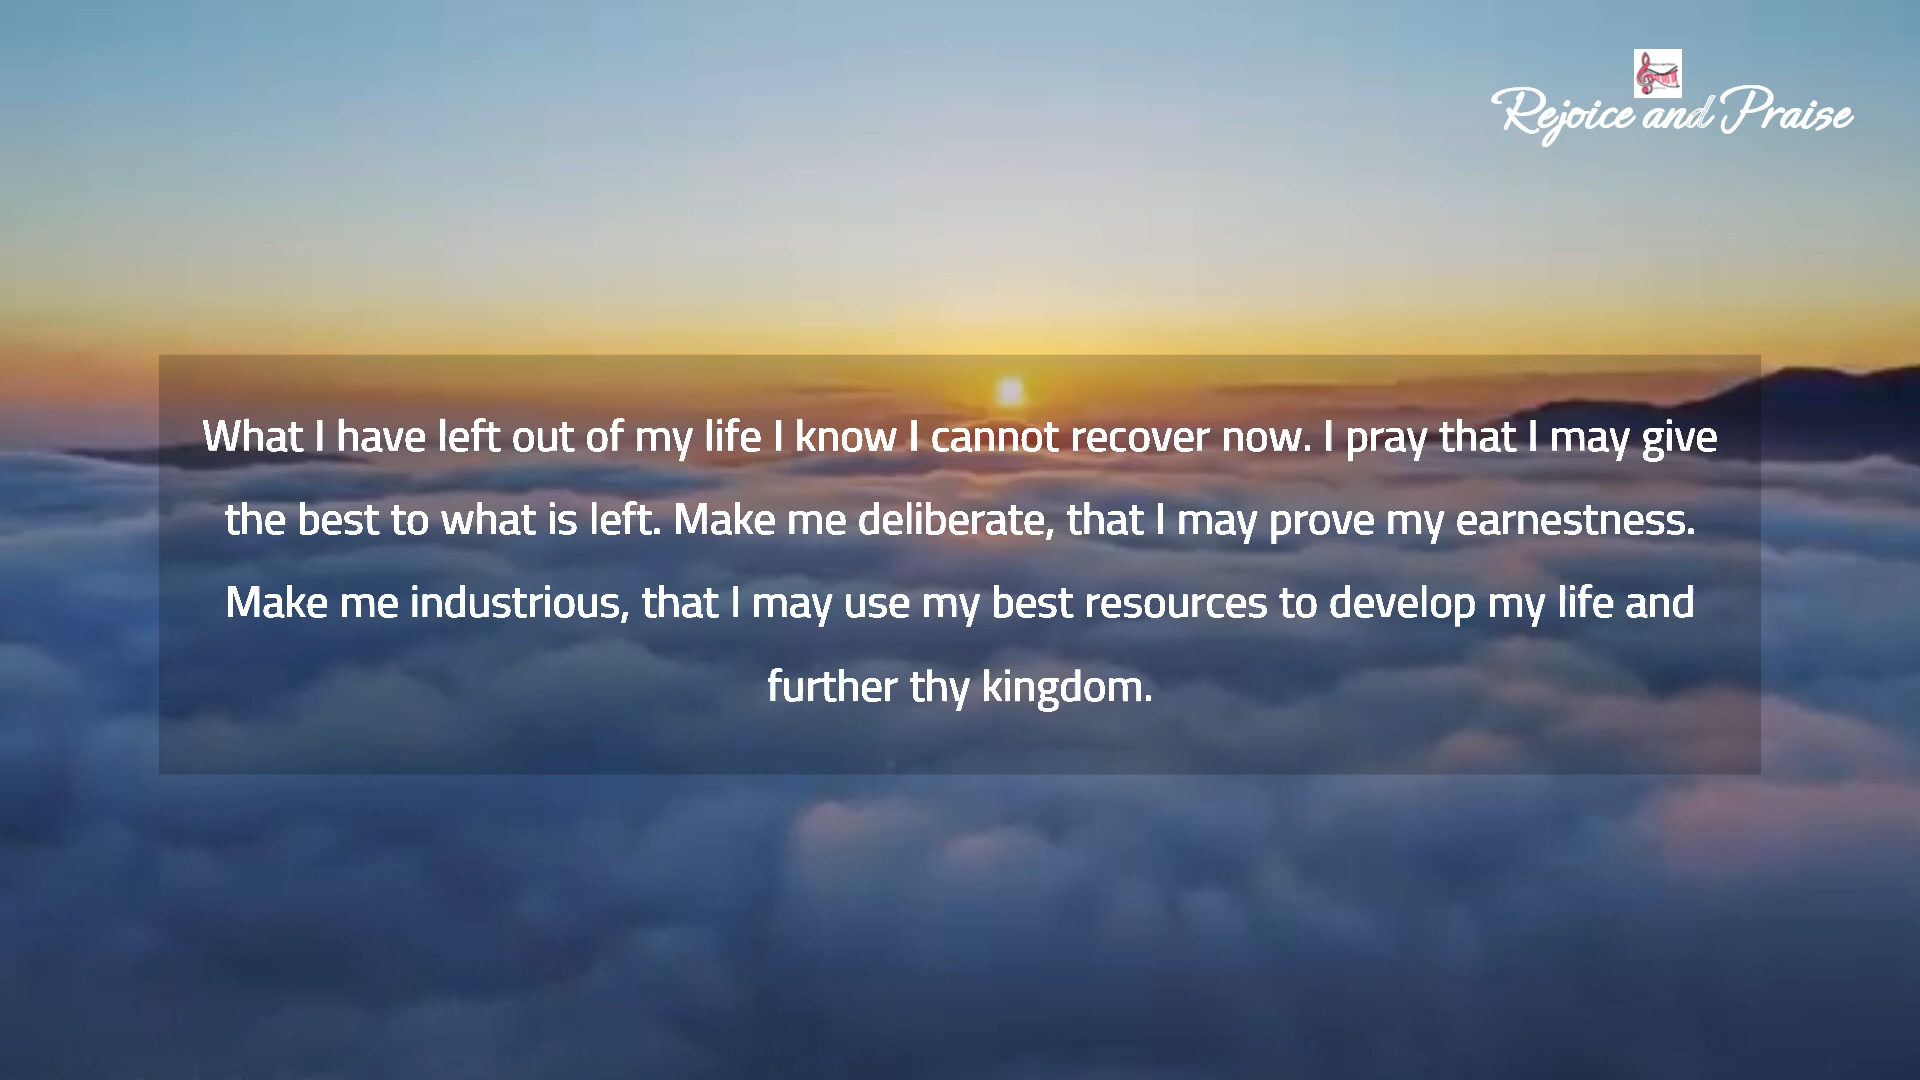 Rejoice and Praise
What I have left out of my life I know I cannot recover now. I pray that I may give
the best to what is left. Make me deliberate, that I may prove my earnestness.
Make me industrious, that I may use my best resources to develop my life and
further thy kingdom.